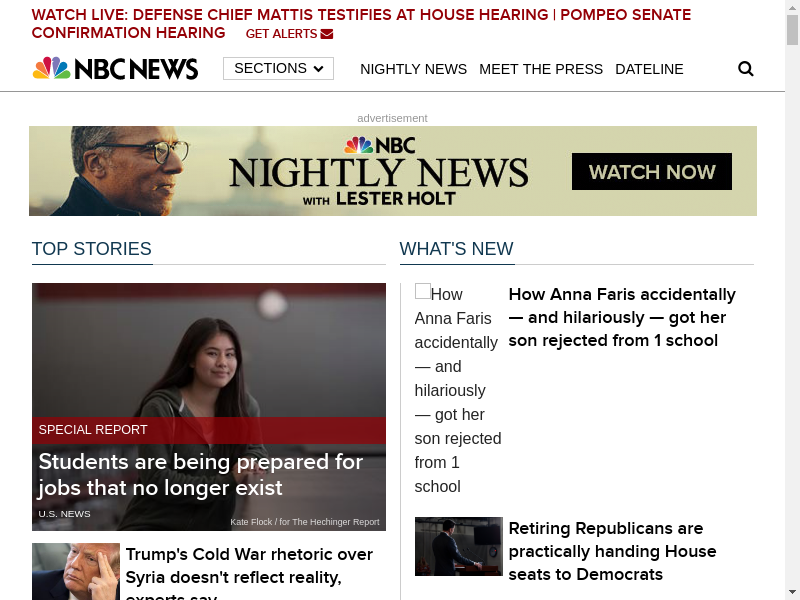 WATCH LIVE: DEFENSE CHIEF MATTIS TESTIFIES AT HOUSE HEARING | POMPEO SENATE
CONFIRMATION HEARING GET ALERTS
NBC NEWS SECTIONS NIGHTLY NEWS MEET THE PRESS DATELINE
advertisement
NBC
NIGHTLY NEWS
WITH LESTER HOLT
WATCH NOW
TOP STORIES
SPECIAL REPORT
Students are being prepared for
jobs that no longer exist
U.S. NEWS
Kate Flock / for The Hechinger Report
Trump's Cold War rhetoric over
Syria doesn't reflect reality,
experts say
WHAT'S NEW
How
Anna Faris
accidentally
— and
hilariously
— got her
son rejected
from 1
school
How Anna Faris accidentally
— and hilariously — got her
son rejected from 1 school
Retiring Republicans are
practically handing House
seats to Democrats